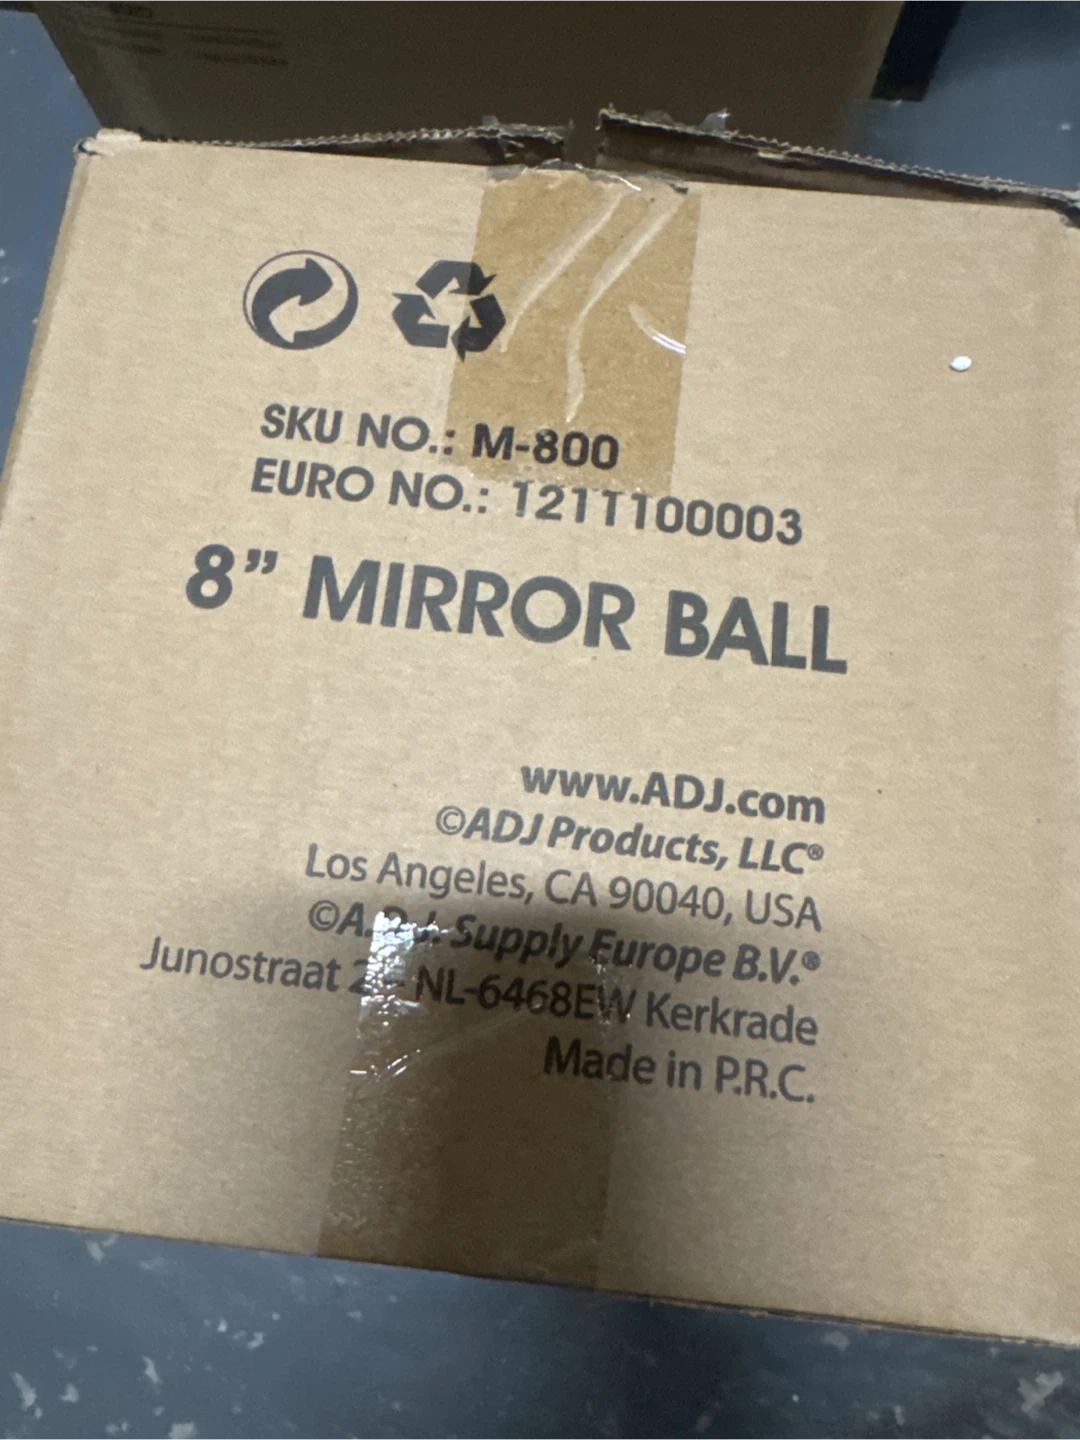 SKU NO.: M-800
EURO NO.: 1211100003
8” MIRROR BALL
www.ADJ.com
©ADJ Products, LLC®
Los Angeles, CA 90040, USA
©A.D.J. Supply Europe B.V.®
Junostraat 2 - NL-6468EW Kerkrade
Made in P.R.C.